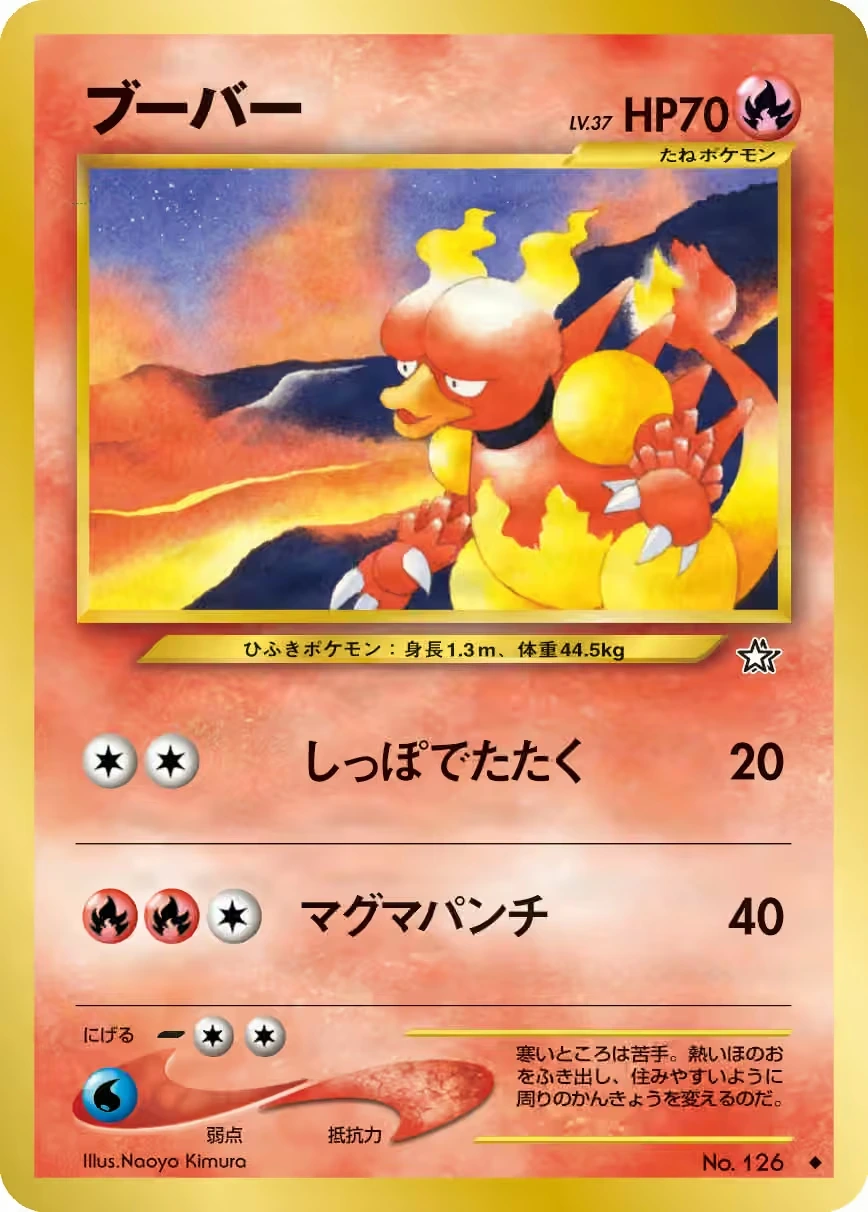 ブーバー
LV.37 HP70
たねポケモン
ひふきポケモン：身長1.3m、体重44.5kg
しっぽでたたく 20
マグマパンチ 40
にげる
寒いところは苦手。熱いほのお
をふき出し、住みやすいように
周りのかんきょうを変えるのだ。
弱点 抵抗力
Illus.Naoyo Kimura No. 126